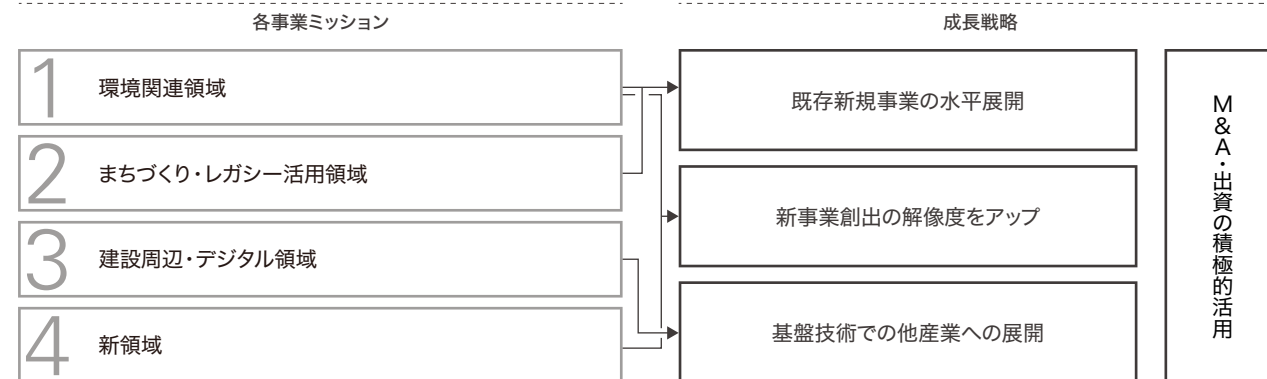 各事業ミッション
成長戦略
1 環境関連領域
2 まちづくり・レガシー活用領域
3 建設周辺・デジタル領域
4 新領域
既存新規事業の水平展開
新事業創出の解像度をアップ
基盤技術での他産業への展開
M&A・出資の積極的活用